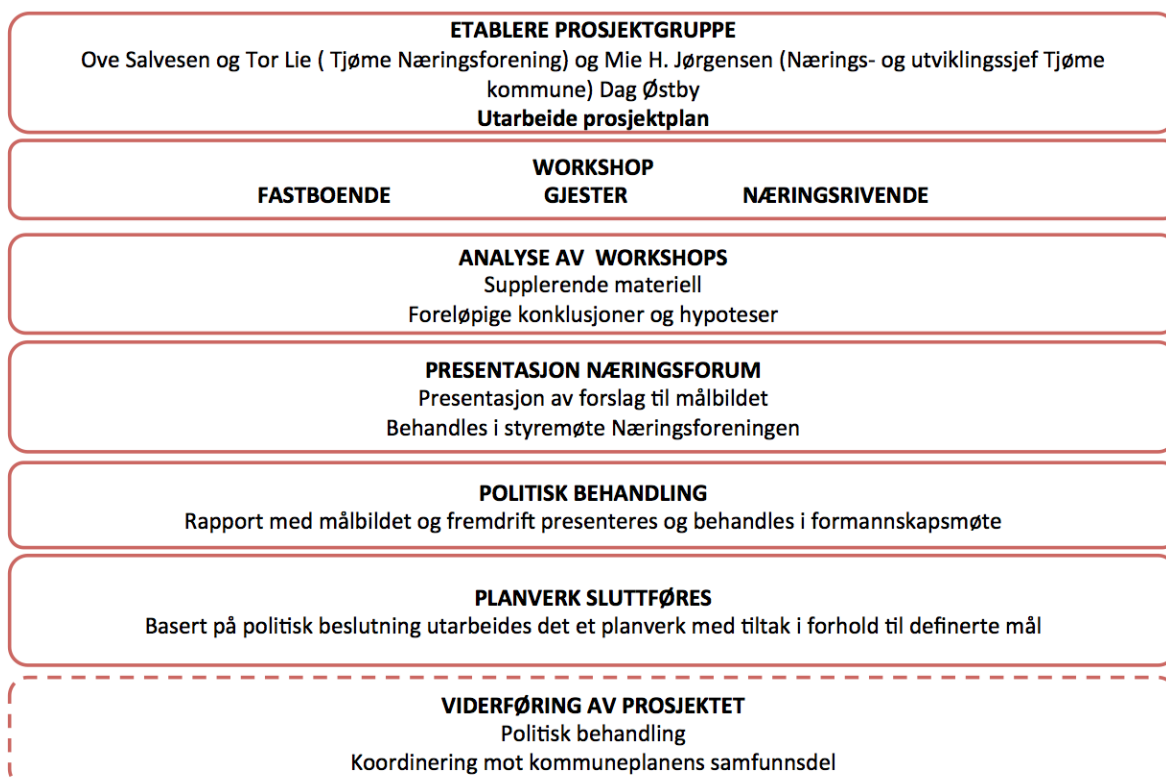 ETABLERE PROSJEKTGRUPPE
Ove Salvesen og Tor Lie ( Tjøme Næringsforening) og Mie H. Jørgensen (Nærings- og utviklingssjef Tjøme
kommune) Dag Østby
Utarbeide prosjektplan
WORKSHOP
FASTBOENDE GJESTER NÆRINGSRIVENDE
ANALYSE AV WORKSHOPS
Supplerende materiell
Foreløpige konklusjoner og hypoteser
PRESENTASJON NÆRINGSFORUM
Presentasjon av forslag til målbildet
Behandles i styremøte Næringsforeningen
POLITISK BEHANDLING
Rapport med målbildet og fremdrift presenteres og behandles i formannskapsmøte
PLANVERK SLUTTFØRES
Basert på politisk beslutning utarbeides det et planverk med tiltak i forhold til definerte mål
VIDERFØRING AV PROSJEKTET
Politisk behandling
Koordinering mot kommuneplanens samfunnsdel